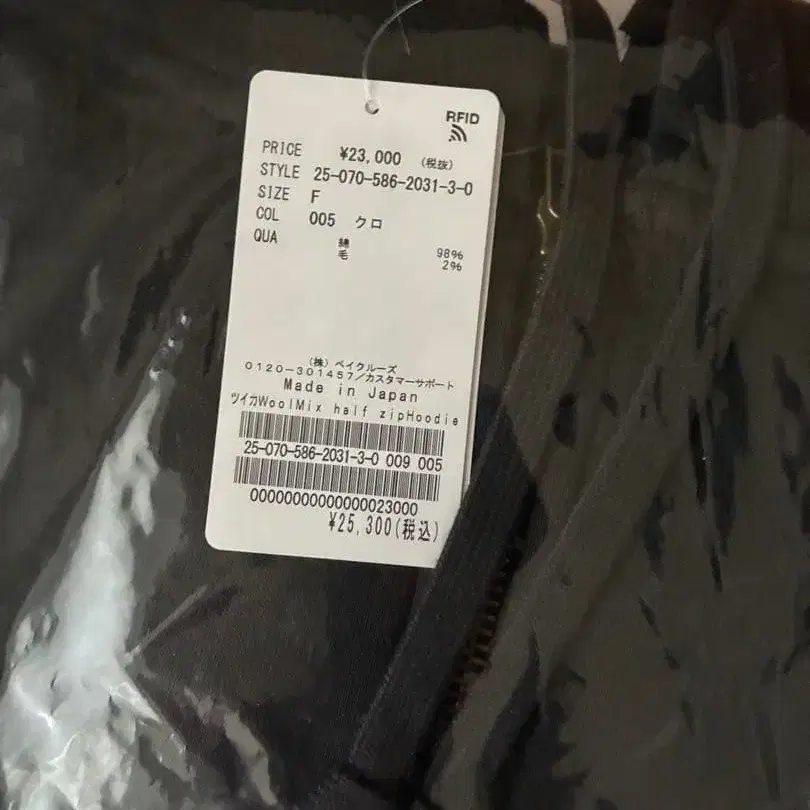 RFID
PRICE ¥23,000 (税抜)
STYLE 25-070-586-2031-3-0
SIZE F
COL 005 クロ
QUA 綿 98%
毛 2%
(株) ベイクルーズ
0120-301457/カスタマーサポート
Made in Japan
ツイカWoolMix half zipHoodie
25-070-586-2031-3-0 009 005
00000000000000023000
¥25,300(税込)